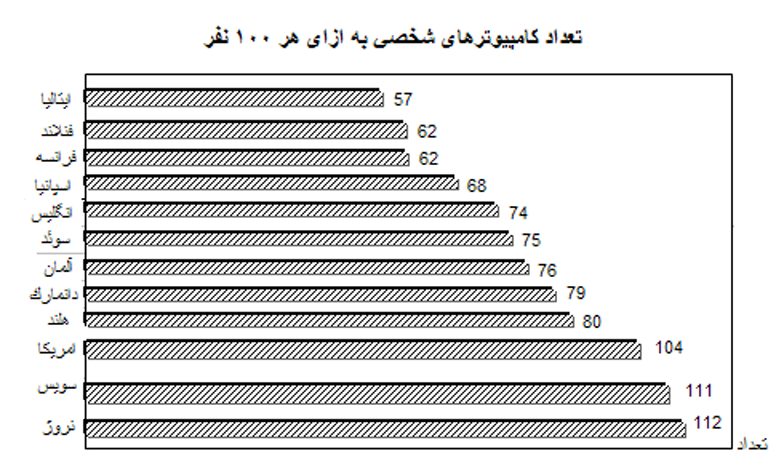 تعداد کامپیوترهای شخصی به ازای هر ۱۰۰ نفر
ایتالیا 57
فنلاند 62
فرانسه 62
اسپانیا 68
انگلیس 74
سوئد 75
آلمان 76
دانمارک 79
هلند 80
امریکا 104
سویس 111
نروژ 112
تعداد